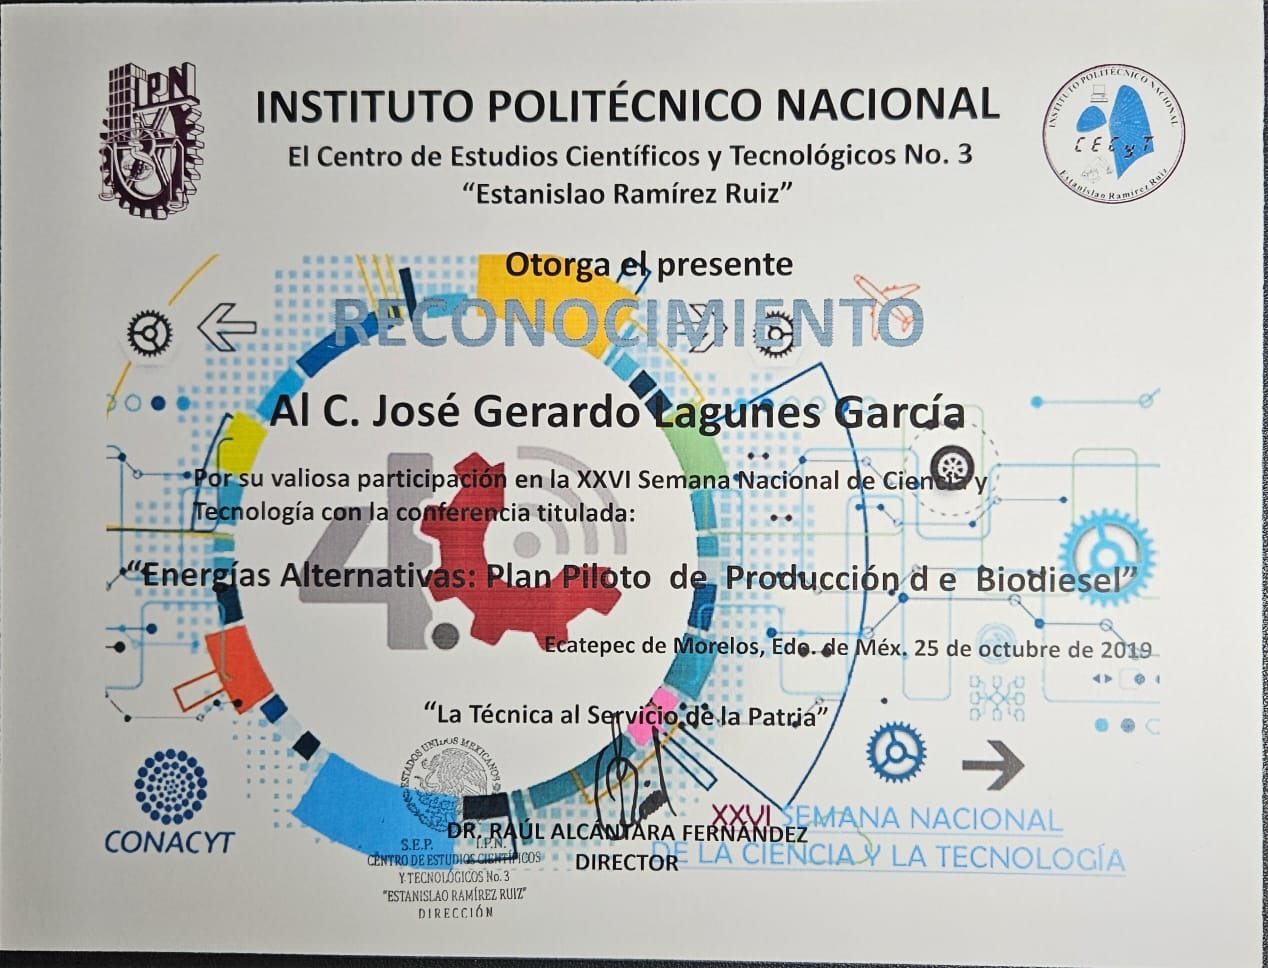 IPN
INSTITUTO POLITÉCNICO NACIONAL
El Centro de Estudios Científicos y Tecnológicos No. 3
“Estanislao Ramírez Ruiz”
INSTITUTO POLITÉCNICO NACIONAL
CECyT
Estanislao Ramírez Ruiz
Otorga el presente
RECONOCIMIENTO
Al C. José Gerardo Lagunes García
Por su valiosa participación en la XXVI Semana Nacional de Ciencia y
Tecnología con la conferencia titulada:
4.0
“Energías Alternativas: Plan Piloto de Producción d e Biodiesel”
Ecatepec de Morelos, Edo. de Méx. 25 de octubre de 2019
“La Técnica al Servicio de la Patria”
ESTADOS UNIDOS MEXICANOS
CONACYT
DR. RAÚL ALCÁNTARA FERNÁNDEZ
DIRECTOR
S.E.P. I.P.N.
CENTRO DE ESTUDIOS CIENTÍFICOS
Y TECNOLÓGICOS No. 3
"ESTANISLAO RAMÍREZ RUIZ"
DIRECCIÓN
XXVI SEMANA NACIONAL
DE LA CIENCIA Y LA TECNOLOGÍA